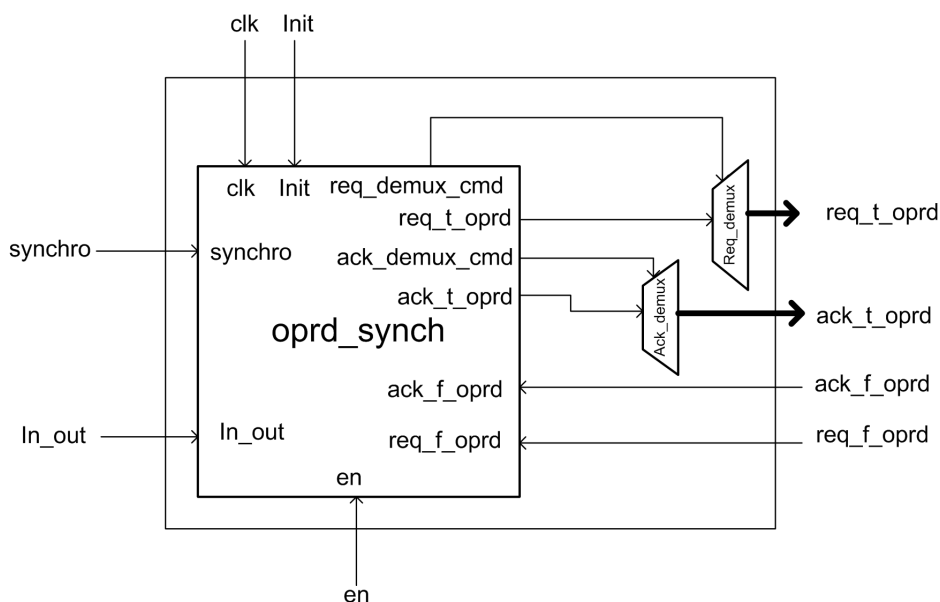 clk Init
clk Init req_demux_cmd
req_t_oprd
Req_demux
req_t_oprd
synchro
synchro
ack_demux_cmd
ack_t_oprd
Ack_demux
ack_t_oprd
oprd_synch
ack_f_oprd
ack_f_oprd
In_out
In_out
req_f_oprd
req_f_oprd
en
en